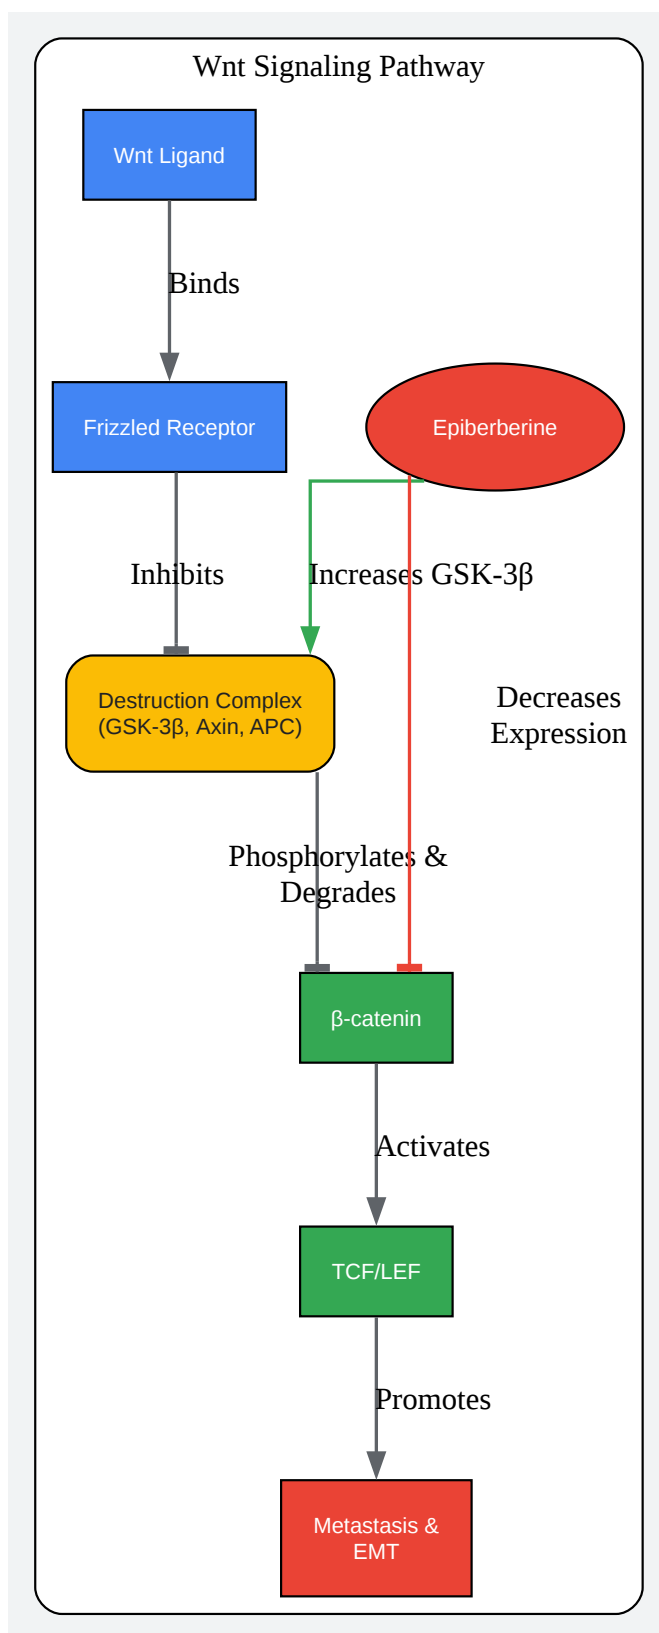 Wnt Signaling Pathway
Wnt Ligand
Binds
Frizzled Receptor
Epiberberine
Inhibits
Increases GSK-3β
Destruction Complex
(GSK-3β, Axin, APC)
Decreases
Expression
Phosphorylates &
Degrades
β-catenin
Activates
TCF/LEF
Promotes
Metastasis &
EMT